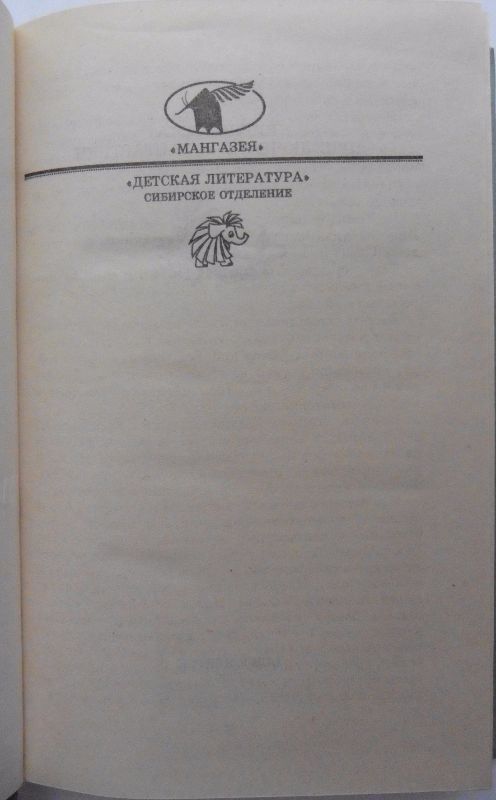 «МАНГАЗЕЯ»
«ДЕТСКАЯ ЛИТЕРАТУРА»
СИБИРСКОЕ ОТДЕЛЕНИЕ